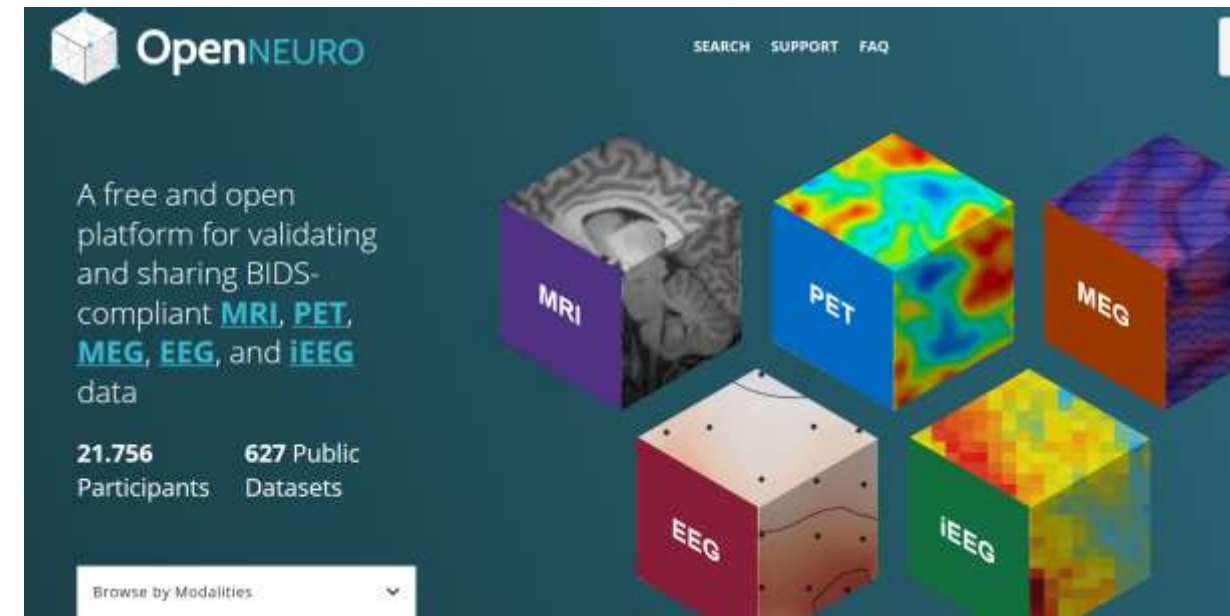 OpenNEURO
SEARCH SUPPORT FAQ
A free and open
platform for validating
and sharing BIDS-
compliant MRI, PET,
MEG, EEG, and iEEG
data
21.756 627 Public
Participants Datasets
Browse by Modalities
MRI
PET
MEG
EEG
iEEG